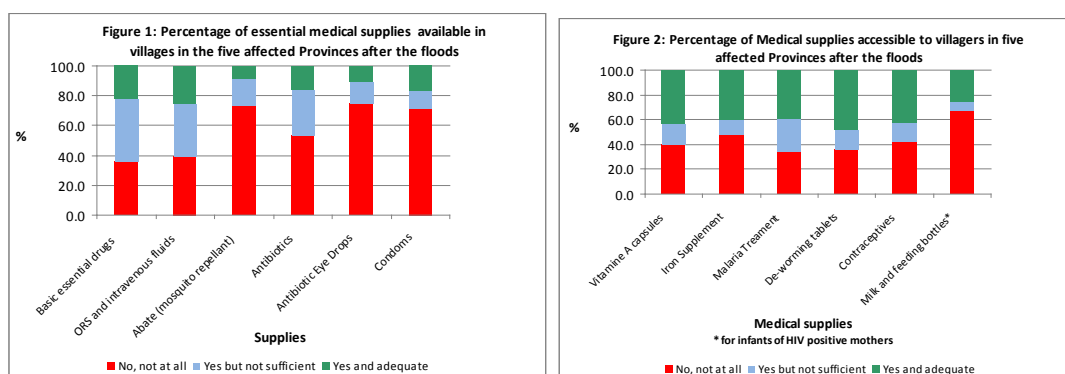 Figure 1: Percentage of essential medical supplies available in
villages in the five affected Provinces after the floods
100.0
80.0
60.0
40.0
20.0
0.0
%
Basic essential drugs
ORS and intravenous fluids
Abate (mosquito repellant)
Antibiotics
Antibiotic Eye Drops
Condoms
Supplies
No, not at all
Yes but not sufficient
Yes and adequate
Figure 2: Percentage of Medical supplies accessible to villagers in five
affected Provinces after the floods
100.0
80.0
60.0
40.0
20.0
0.0
%
Vitamine A capsules
Iron Supplement
Malaria Treament
De-worming tablets
Contraceptives
Milk and feeding bottles*
Medical supplies
* for infants of HIV positive mothers
No, not at all
Yes but not sufficient
Yes and adequate